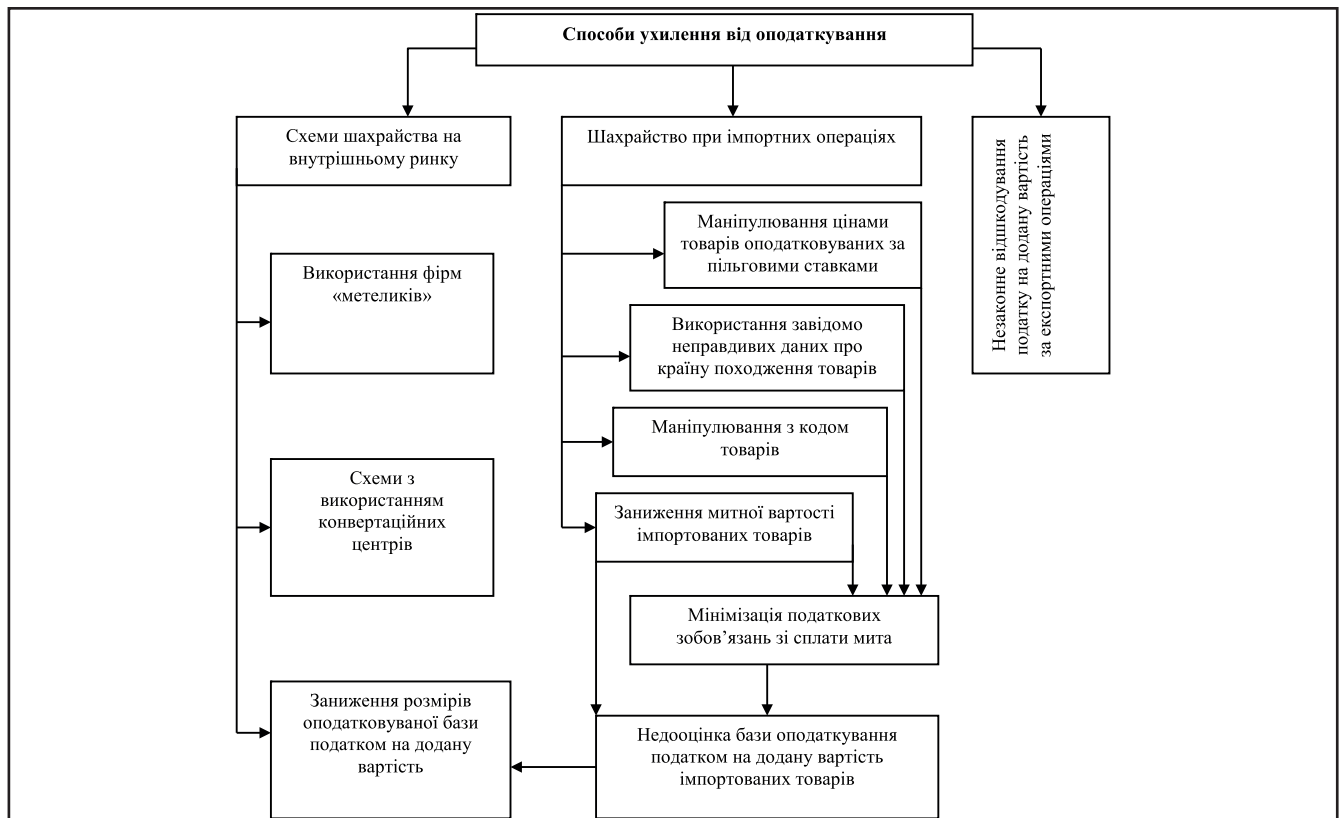 Способи ухилення від оподаткування
Схеми шахрайства на
внутрішньому ринку
Шахрайство при імпортних операціях
Незаконне відшкодування
податку на додану вартість
за експортними операціями
Маніпулювання цінами
товарів оподатковуваних за
пільговими ставками
Використання фірм
«метеликів»
Використання завідомо
неправдивих даних про
країну походження товарів
Маніпулювання з кодом
товарів
Схеми з
використанням
конвертаційних
центрів
Заниження митної вартості
імпортованих товарів
Мінімізація податкових
зобов’язань зі сплати мита
Заниження розмірів
оподатковуваної бази
податком на додану
вартість
Недооцінка бази оподаткування
податком на додану вартість
імпортованих товарів